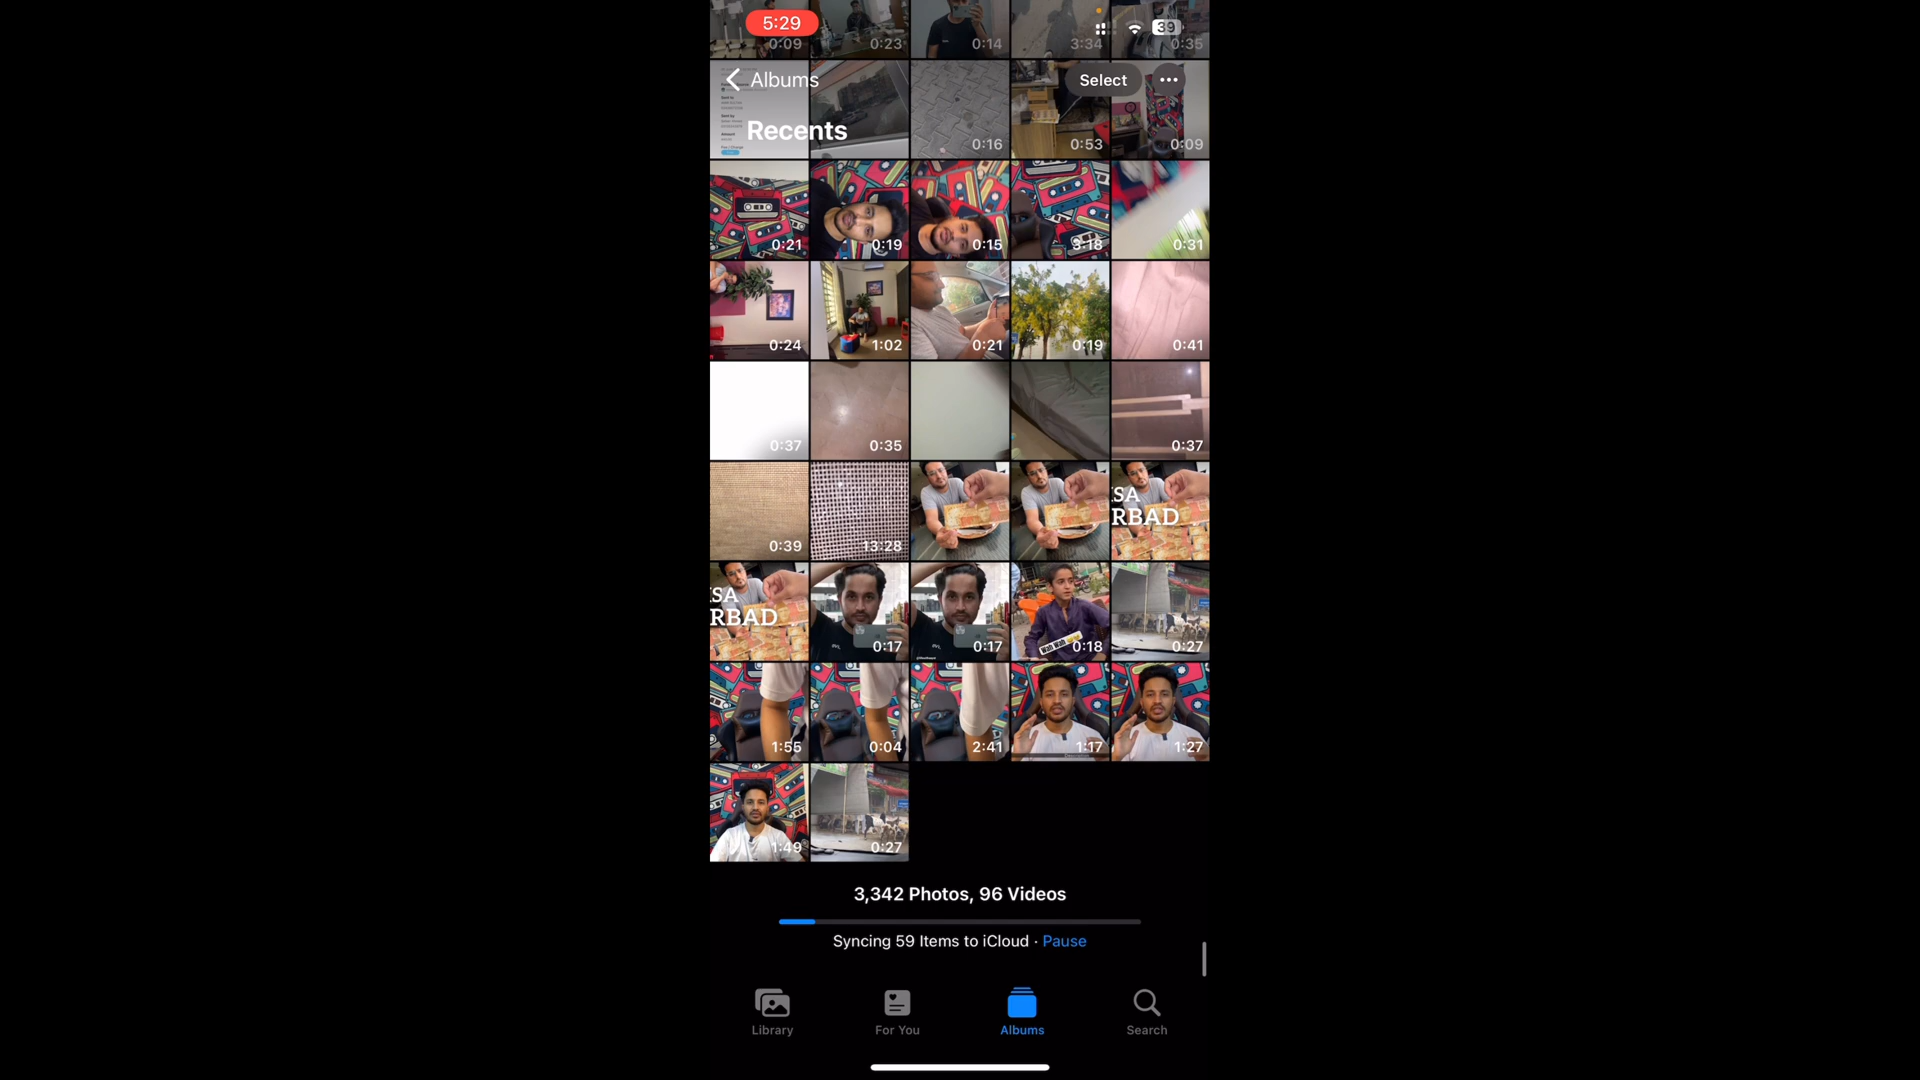 5:29
39
0:09
0:23
0:14
3:34
0:35
Albums
Select
Recents
0:16
0:53
0:09
0:21
0:19
0:15
3:18
0:31
0:24
1:02
0:21
0:19
0:41
0:37
0:35
0:37
0:39
13:28
SA
RBAD
SA
RBAD
0:17
0:17
0:18
0:27
1:55
0:04
2:41
1:17
1:27
1:49
0:27
3,342 Photos, 96 Videos
Syncing 59 Items to iCloud · Pause
Library
For You
Albums
Search